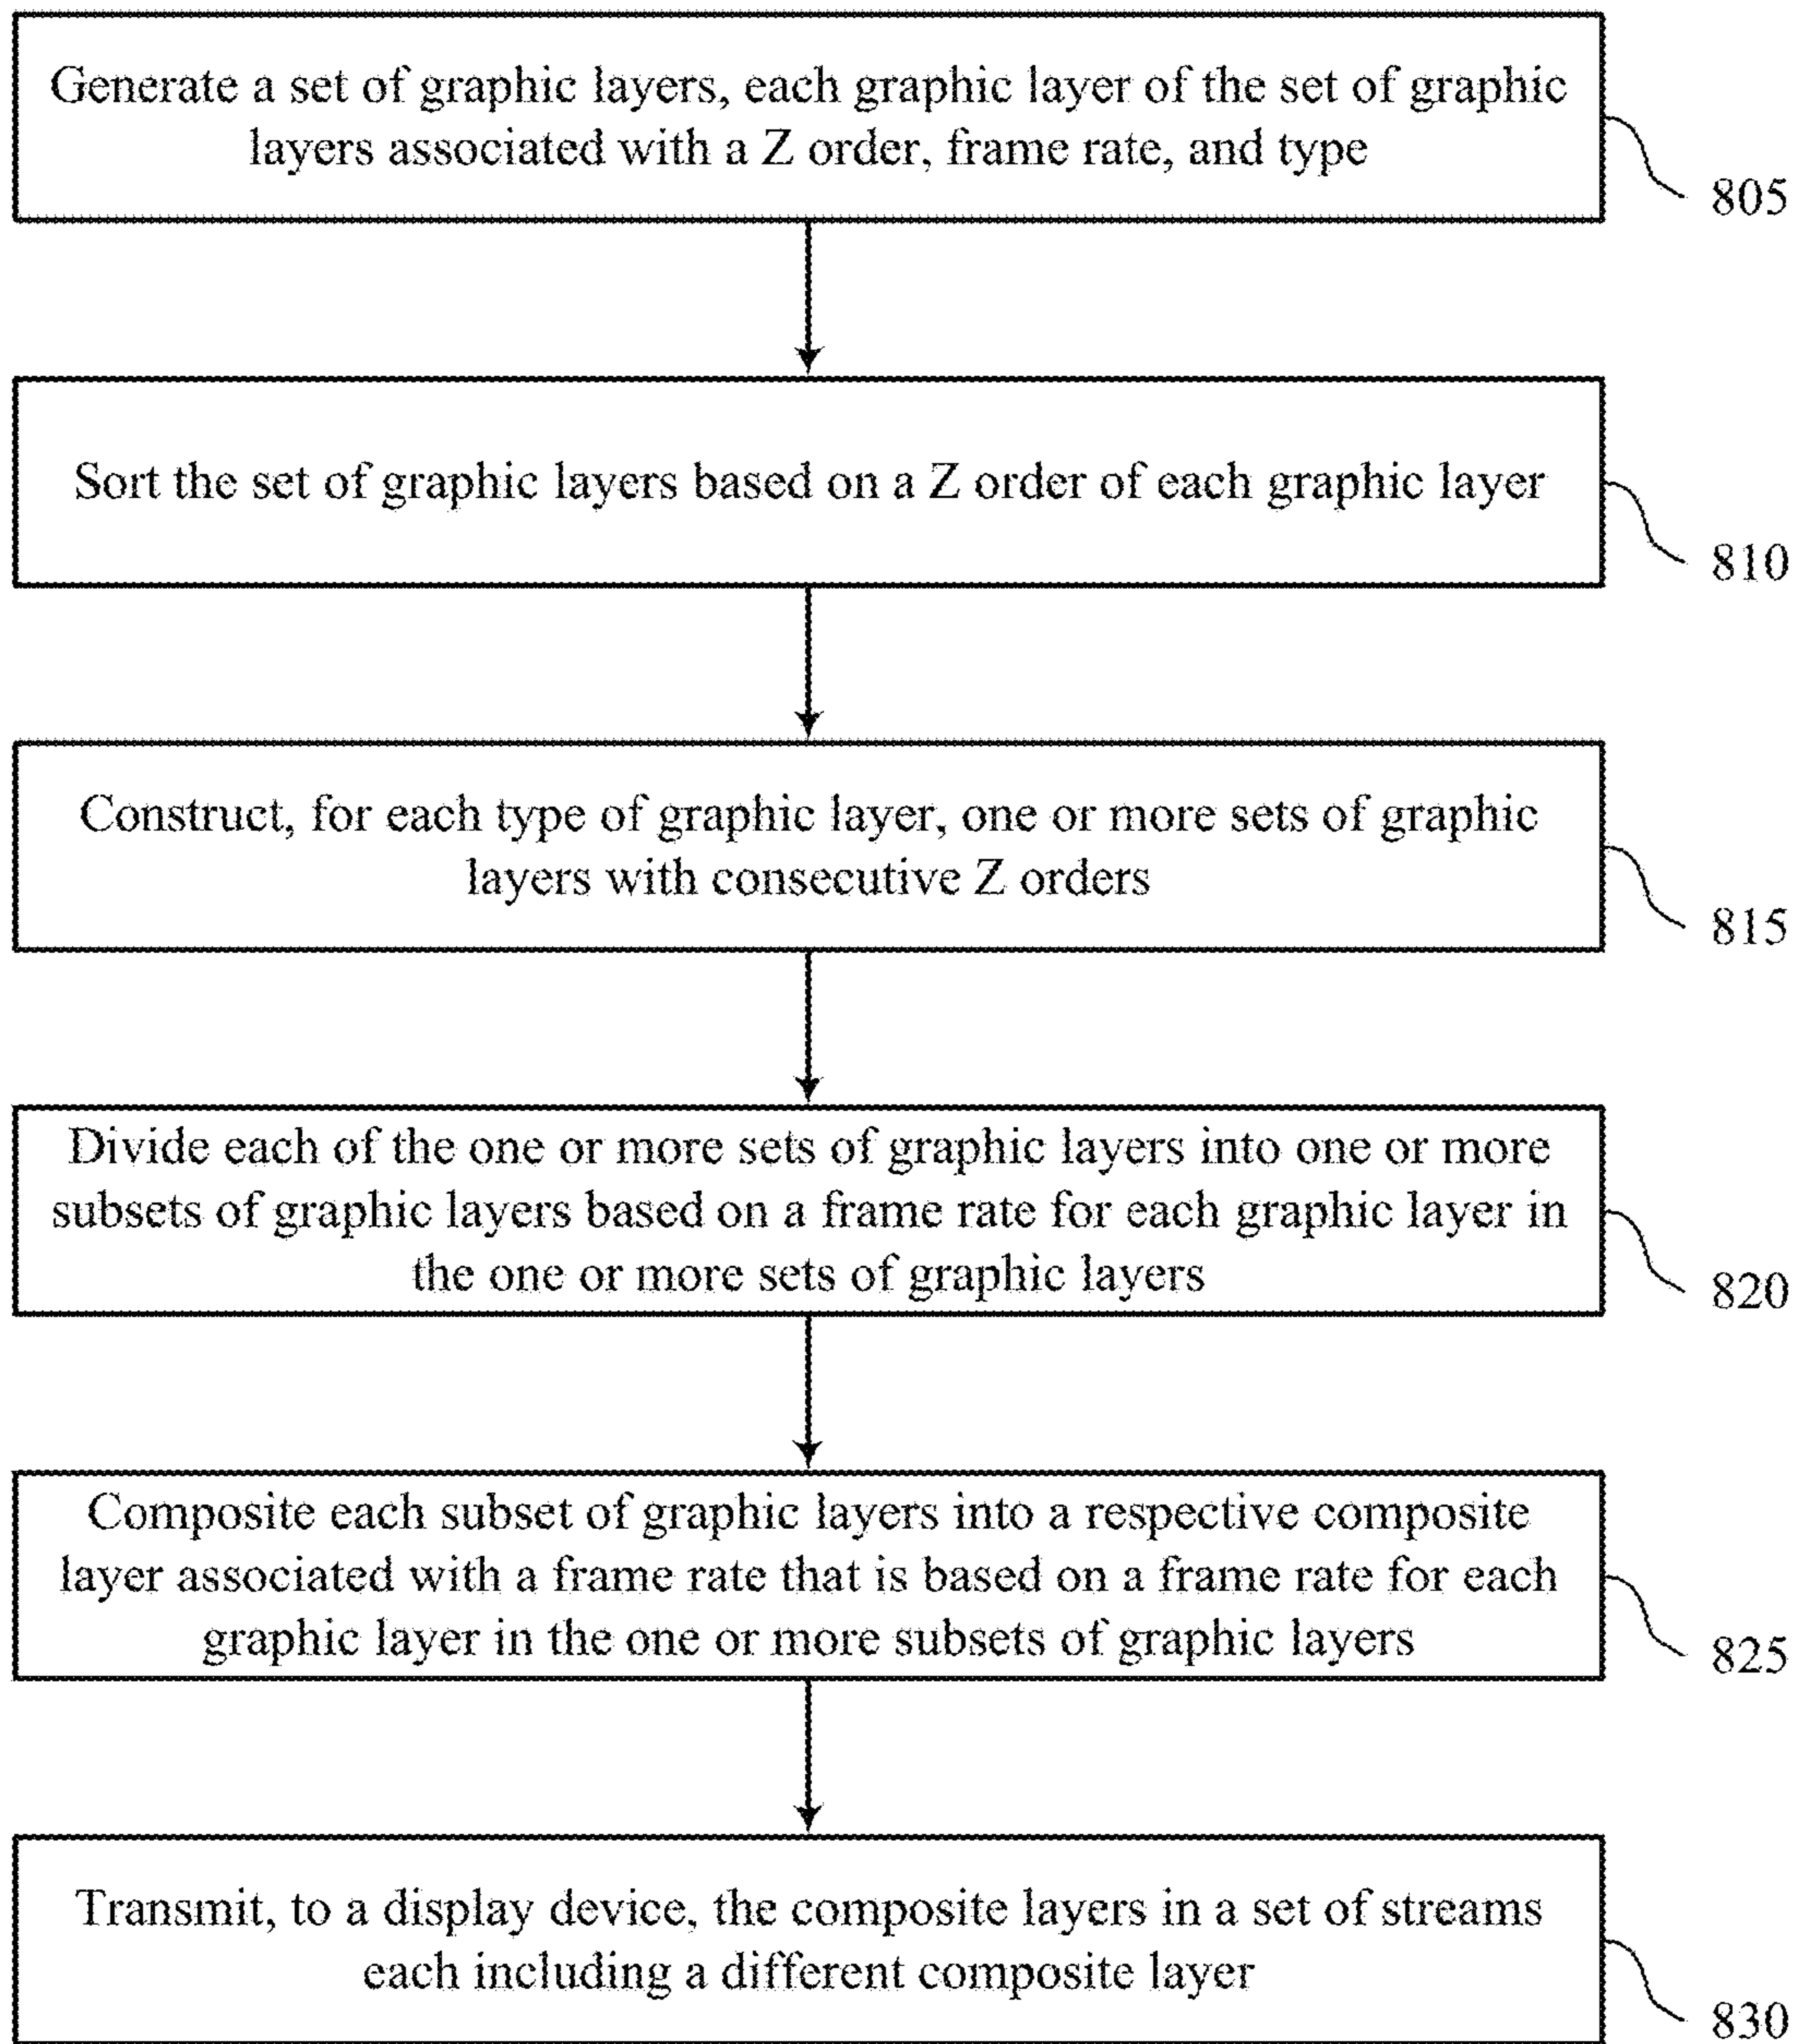 Generate a set of graphic layers, each graphic layer of the set of graphic
layers associated with a Z order, frame rate, and type
805
Sort the set of graphic layers based on a Z order of each graphic layer
810
Construct, for each type of graphic layer, one or more sets of graphic
layers with consecutive Z orders
815
Divide each of the one or more sets of graphic layers into one or more
subsets of graphic layers based on a frame rate for each graphic layer in
the one or more sets of graphic layers
820
Composite each subset of graphic layers into a respective composite
layer associated with a frame rate that is based on a frame rate for each
graphic layer in the one or more subsets of graphic layers
825
Transmit, to a display device, the composite layers in a set of streams
each including a different composite layer
830